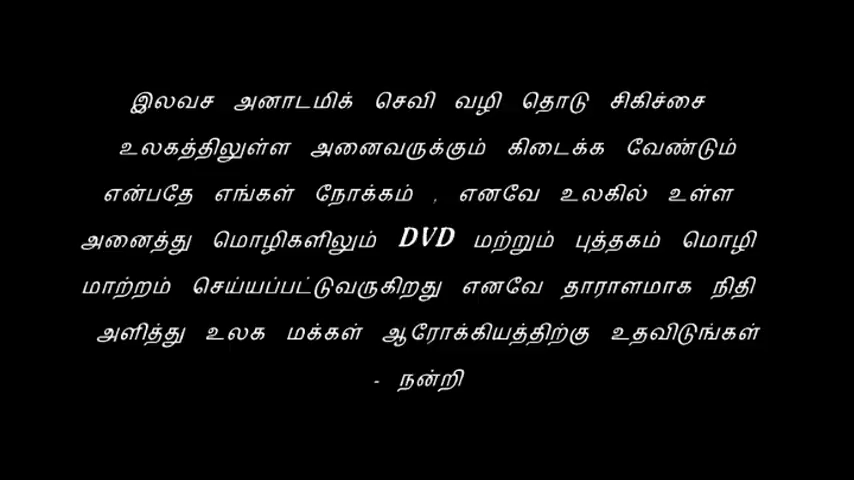 இலவச அனாடமிக் செவி வழி தொடு சிகிச்சை
உலகத்திலுள்ள அனைவருக்கும் கிடைக்க வேண்டும்
என்பதே எங்கள் நோக்கம் , எனவே உலகில் உள்ள
அனைத்து மொழிகளிலும் DVD மற்றும் புத்தகம் மொழி
மாற்றம் செய்யப்பட்டுவருகிறது எனவே தாராளமாக நிதி
அளித்து உலக மக்கள் ஆரோக்கியத்திற்கு உதவிடுங்கள்
- நன்றி